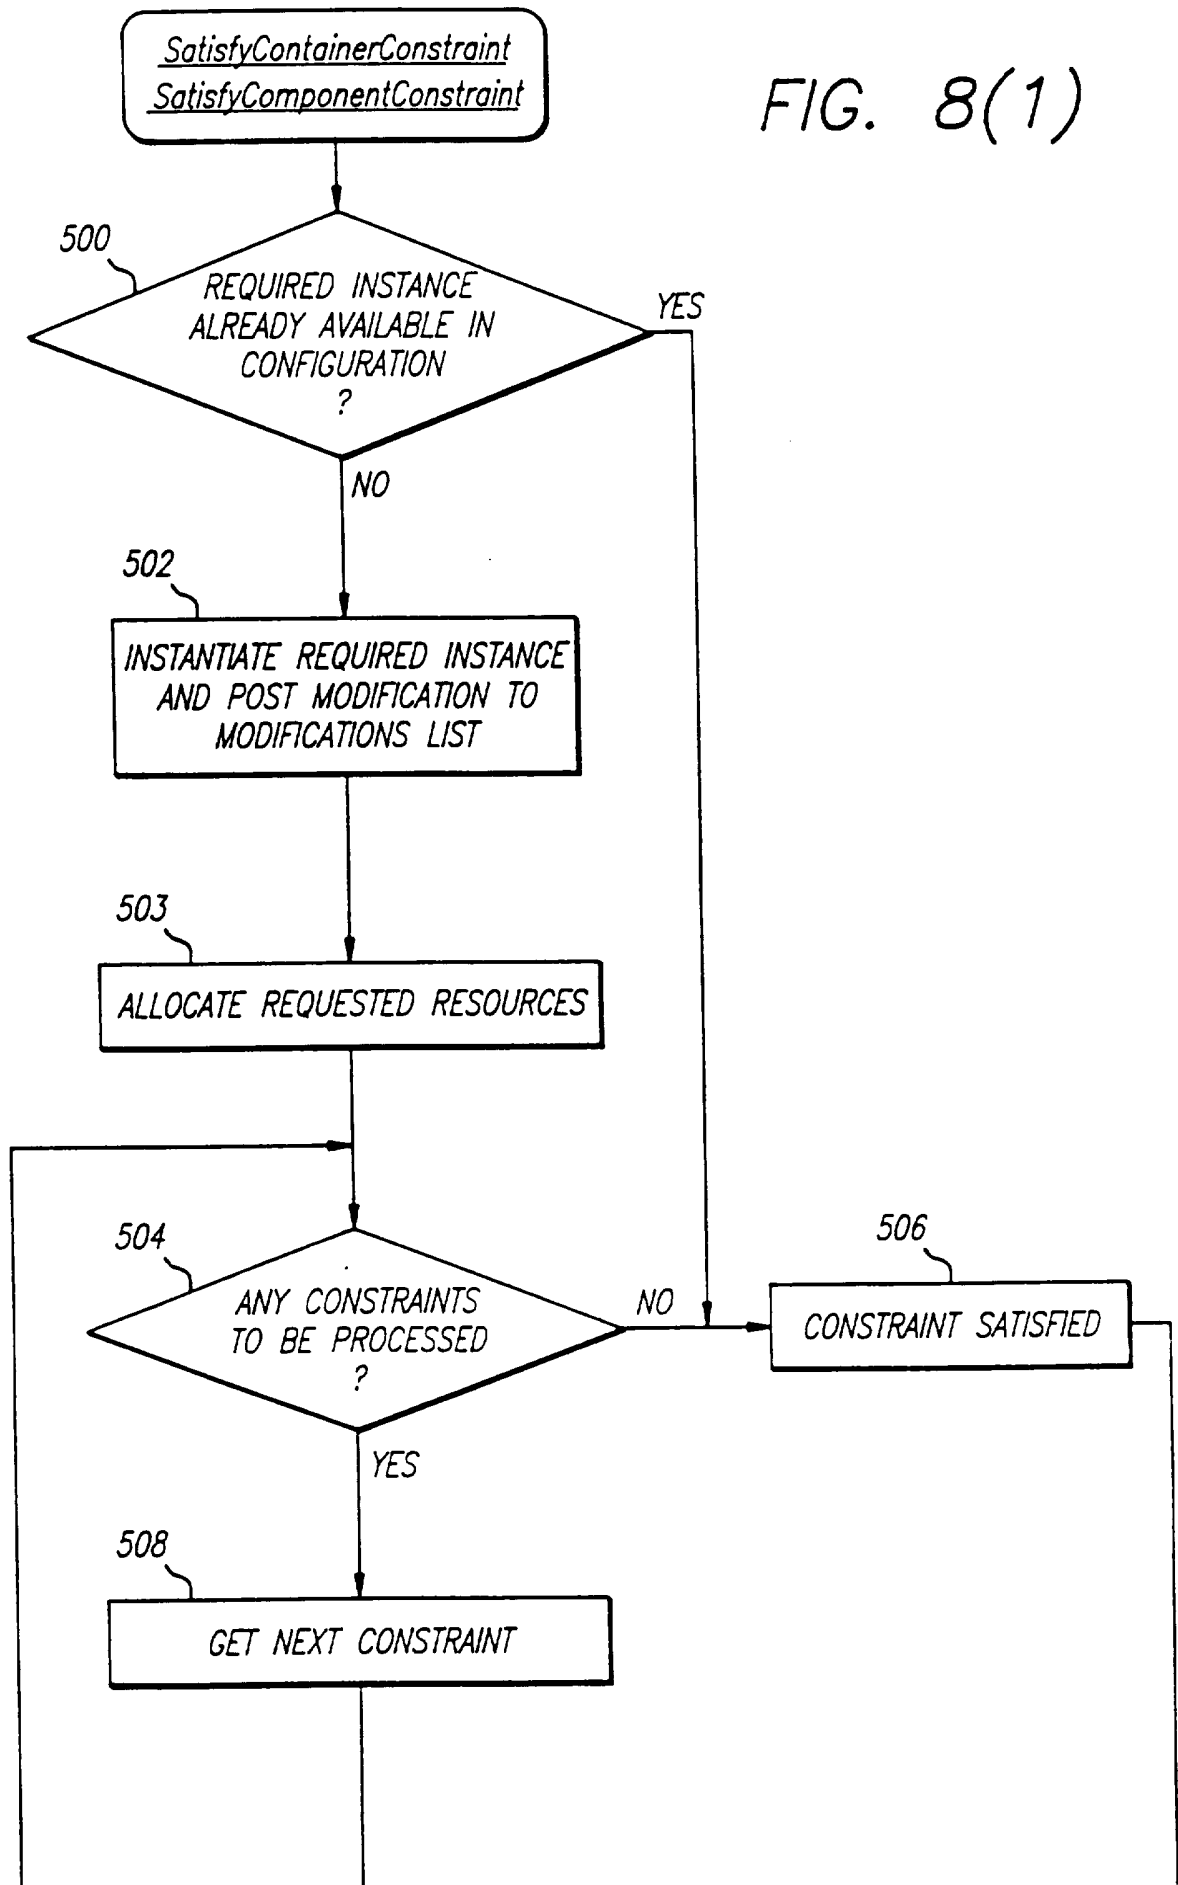 SatisfyContainerConstraint
SatisfyComponentConstraint
FIG. 8(1)
500
REQUIRED INSTANCE
ALREADY AVAILABLE IN
CONFIGURATION
?
YES
NO
502
INSTANTIATE REQUIRED INSTANCE
AND POST MODIFICATION TO
MODIFICATIONS LIST
503
ALLOCATE REQUESTED RESOURCES
504
ANY CONSTRAINTS
TO BE PROCESSED
?
NO
506
CONSTRAINT SATISFIED
YES
508
GET NEXT CONSTRAINT